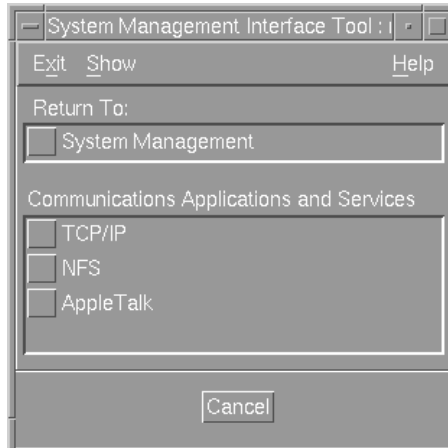 System Management Interface Tool :
Exit Show Help
Return To:
System Management
Communications Applications and Services
TCP/IP
NFS
AppleTalk
Cancel